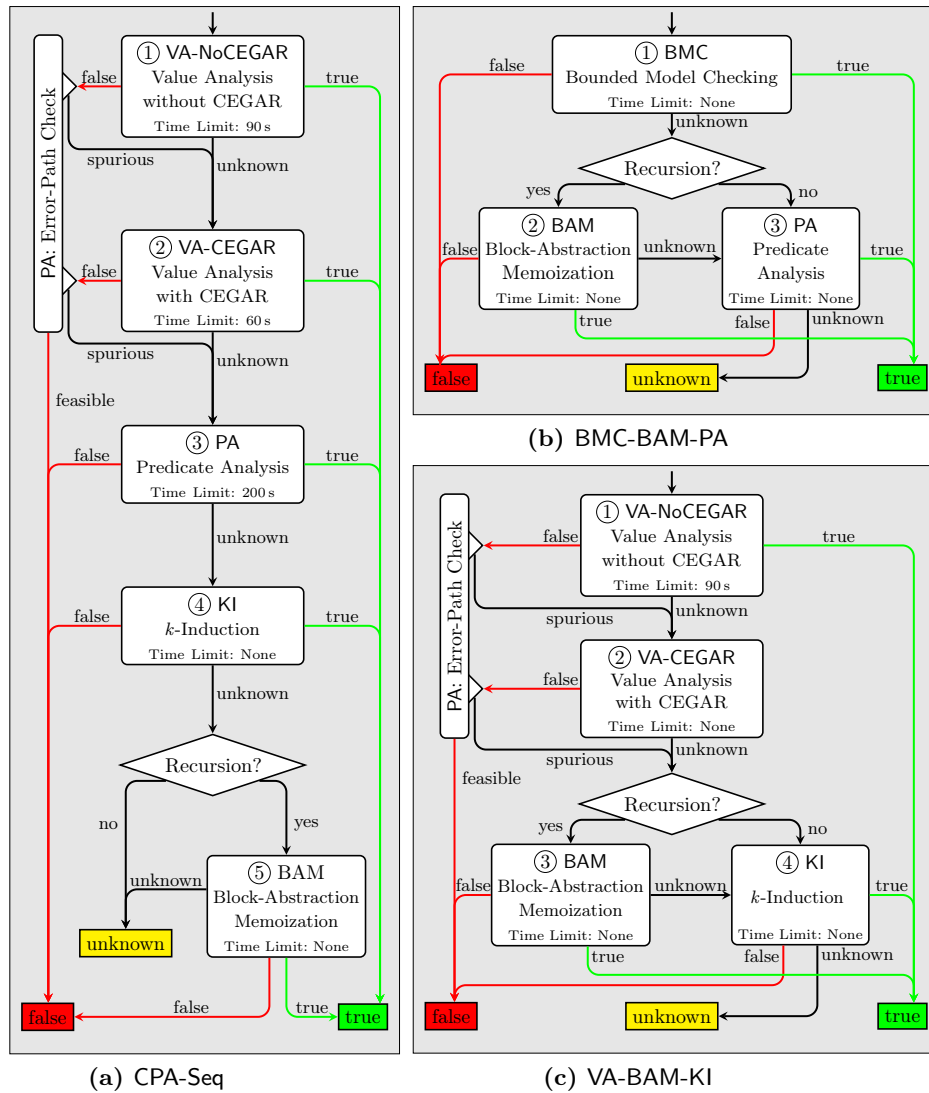 ① VA-NoCEGAR
Value Analysis
without CEGAR
Time Limit: 90 s
false
true
spurious
unknown
PA: Error-Path Check
② VA-CEGAR
Value Analysis
with CEGAR
Time Limit: 60 s
false
true
spurious
unknown
feasible
③ PA
Predicate Analysis
Time Limit: 200 s
false
true
unknown
④ KI
k-Induction
Time Limit: None
false
true
unknown
Recursion?
no
yes
⑤ BAM
Block-Abstraction
Memoization
Time Limit: None
unknown
unknown
false
true
false
true
(a) CPA-Seq
① BMC
Bounded Model Checking
Time Limit: None
false
true
unknown
Recursion?
yes
no
② BAM
Block-Abstraction
Memoization
Time Limit: None
false
unknown
true
③ PA
Predicate
Analysis
Time Limit: None
true
false
unknown
false
unknown
true
(b) BMC-BAM-PA
① VA-NoCEGAR
Value Analysis
without CEGAR
Time Limit: 90 s
false
true
spurious
unknown
PA: Error-Path Check
② VA-CEGAR
Value Analysis
with CEGAR
Time Limit: None
false
spurious
unknown
feasible
Recursion?
yes
no
③ BAM
Block-Abstraction
Memoization
Time Limit: None
false
unknown
true
④ KI
k-Induction
Time Limit: None
true
false
unknown
false
unknown
true
(c) VA-BAM-KI